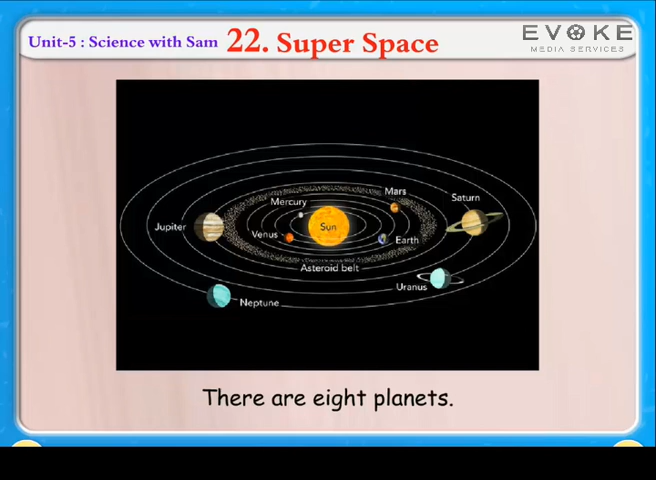 Unit-5 : Science with Sam 22. Super Space
EVOKE
MEDIA SERVICES
Mars
Mercury
Saturn
Jupiter
Sun
Venus
Earth
Asteroid belt
Uranus
Neptune
There are eight planets.